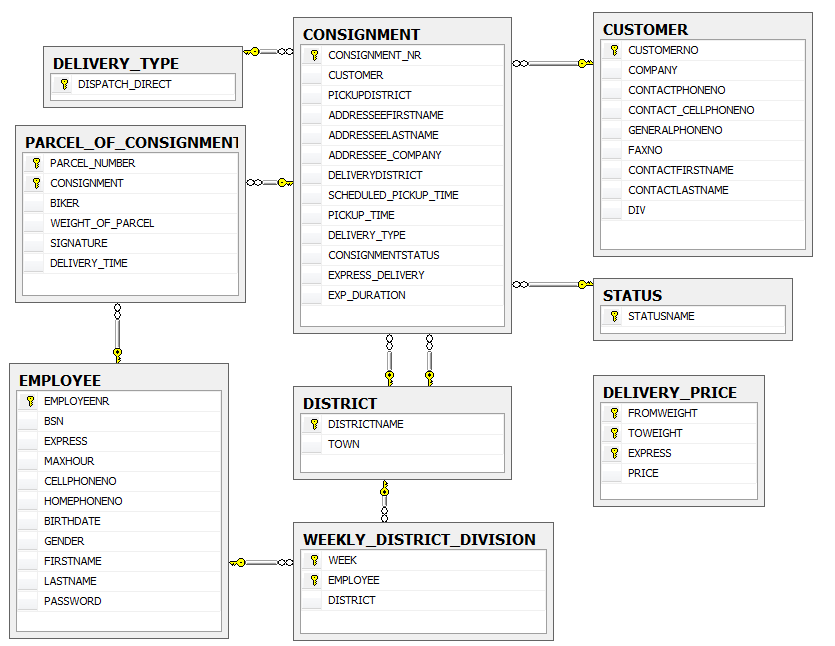 DELIVERY_TYPE
DISPATCH_DIRECT
PARCEL_OF_CONSIGNMENT
PARCEL_NUMBER
CONSIGNMENT
BIKER
WEIGHT_OF_PARCEL
SIGNATURE
DELIVERY_TIME
EMPLOYEE
EMPLOYEENR
BSN
EXPRESS
MAXHOUR
CELLPHONENO
HOMEPHONENO
BIRTHDATE
GENDER
FIRSTNAME
LASTNAME
PASSWORD
CONSIGNMENT
CONSIGNMENT_NR
CUSTOMER
PICKUPDISTRICT
ADDRESSEEFIRSTNAME
ADDRESSEELASTNAME
ADDRESSEE_COMPANY
DELIVERYDISTRICT
SCHEDULED_PICKUP_TIME
PICKUP_TIME
DELIVERY_TYPE
CONSIGNMENTSTATUS
EXPRESS_DELIVERY
EXP_DURATION
DISTRICT
DISTRICTNAME
TOWN
WEEKLY_DISTRICT_DIVISION
WEEK
EMPLOYEE
DISTRICT
CUSTOMER
CUSTOMERNO
COMPANY
CONTACTPHONENO
CONTACT_CELLPHONENO
GENERALPHONENO
FAXNO
CONTACTFIRSTNAME
CONTACTLASTNAME
DIV
STATUS
STATUSNAME
DELIVERY_PRICE
FROMWEIGHT
TOWEIGHT
EXPRESS
PRICE